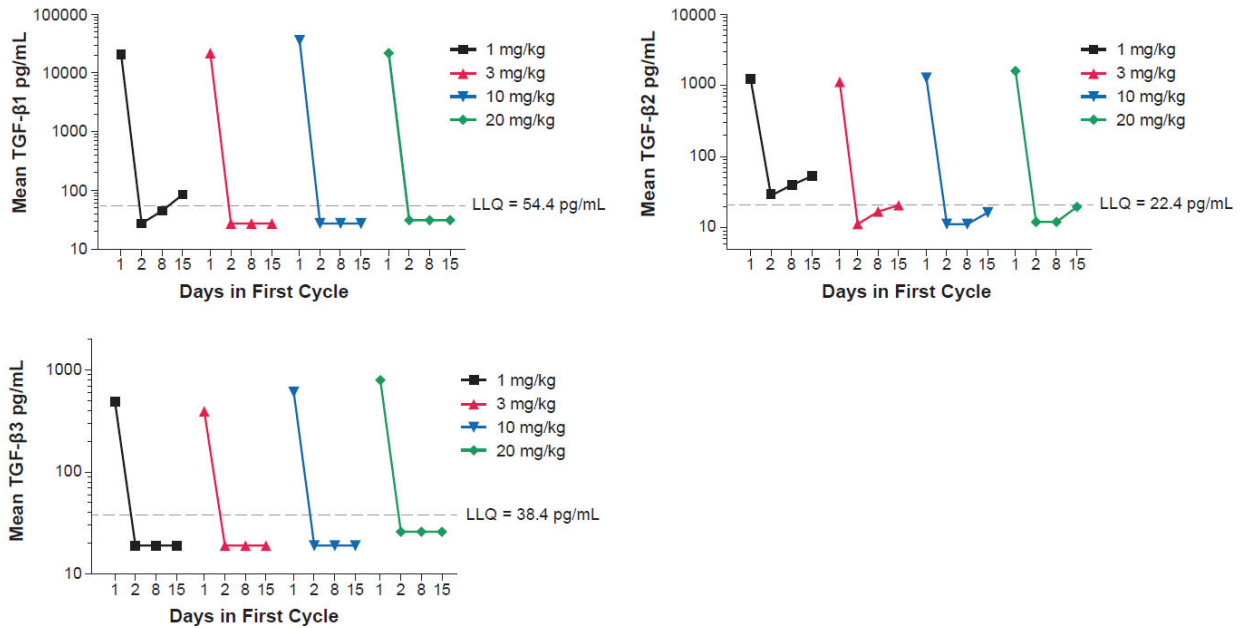 Mean TGF-β1 pg/mL
100000
10000
1000
100
10
1 2 8 15 1 2 8 15 1 2 8 15 1 2 8 15
Days in First Cycle
1 mg/kg
3 mg/kg
10 mg/kg
20 mg/kg
LLQ = 54.4 pg/mL
Mean TGF-β2 pg/mL
10000
1000
100
10
1 2 8 15 1 2 8 15 1 2 8 15 1 2 8 15
Days in First Cycle
1 mg/kg
3 mg/kg
10 mg/kg
20 mg/kg
LLQ = 22.4 pg/mL
Mean TGF-β3 pg/mL
1000
100
10
1 2 8 15 1 2 8 15 1 2 8 15 1 2 8 15
Days in First Cycle
1 mg/kg
3 mg/kg
10 mg/kg
20 mg/kg
LLQ = 38.4 pg/mL